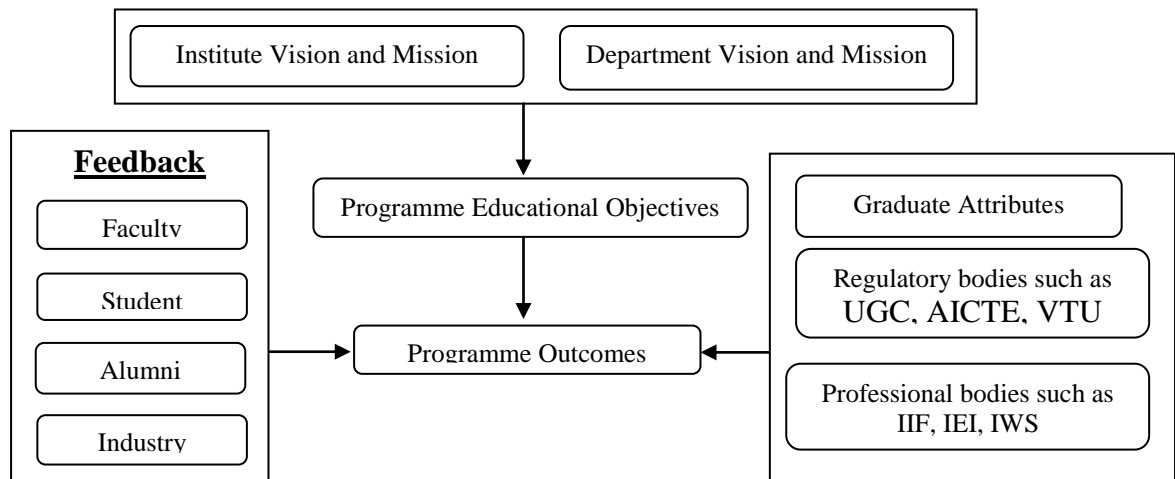 Institute Vision and Mission
Department Vision and Mission
Feedback
Faculty
Student
Alumni
Industry
Programme Educational Objectives
Programme Outcomes
Graduate Attributes
Regulatory bodies such as
UGC, AICTE, VTU
Professional bodies such as
IIF, IEI, IWS